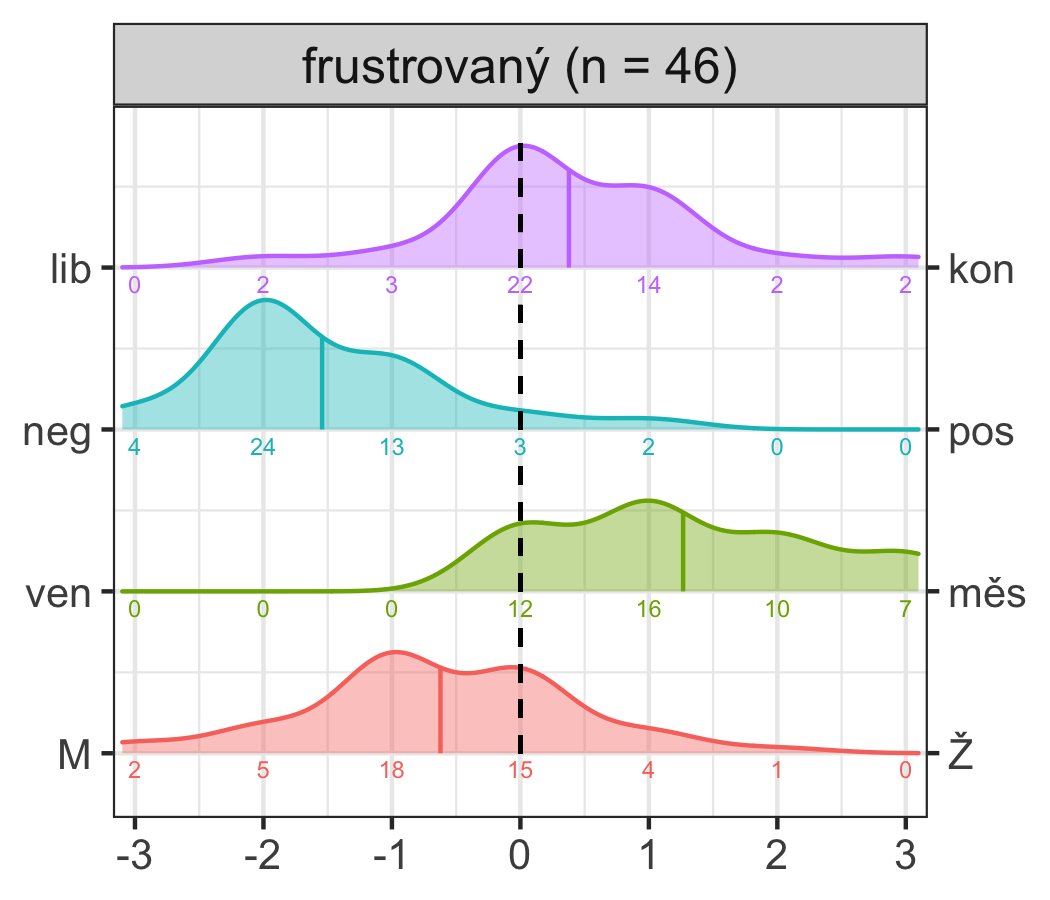 frustrovaný (n = 46)
lib kon
0 2 3 22 14 2 2
neg pos
4 24 13 3 2 0 0
ven měs
0 0 0 12 16 10 7
M Ž
2 5 18 15 4 1 0
-3 -2 -1 0 1 2 3